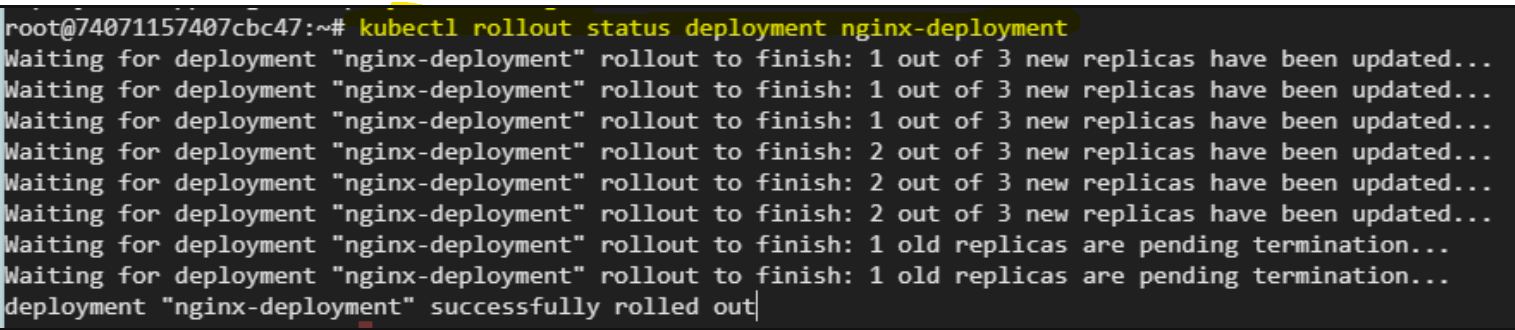 root@74071157407cbc47:~# kubectl rollout status deployment nginx-deployment
Waiting for deployment "nginx-deployment" rollout to finish: 1 out of 3 new replicas have been updated...
Waiting for deployment "nginx-deployment" rollout to finish: 1 out of 3 new replicas have been updated...
Waiting for deployment "nginx-deployment" rollout to finish: 1 out of 3 new replicas have been updated...
Waiting for deployment "nginx-deployment" rollout to finish: 2 out of 3 new replicas have been updated...
Waiting for deployment "nginx-deployment" rollout to finish: 2 out of 3 new replicas have been updated...
Waiting for deployment "nginx-deployment" rollout to finish: 2 out of 3 new replicas have been updated...
Waiting for deployment "nginx-deployment" rollout to finish: 1 old replicas are pending termination...
Waiting for deployment "nginx-deployment" rollout to finish: 1 old replicas are pending termination...
deployment "nginx-deployment" successfully rolled out